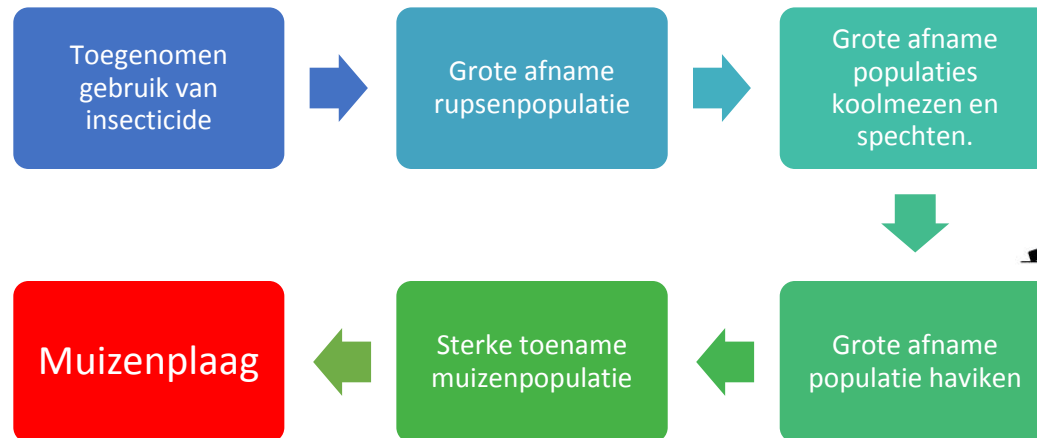 Toegenomen
gebruik van
insecticide
Grote afname
rupsenpopulatie
Grote afname
populaties
koolmezen en
spechten.
Grote afname
populatie haviken
Sterke toename
muizenpopulatie
Muizenplaag